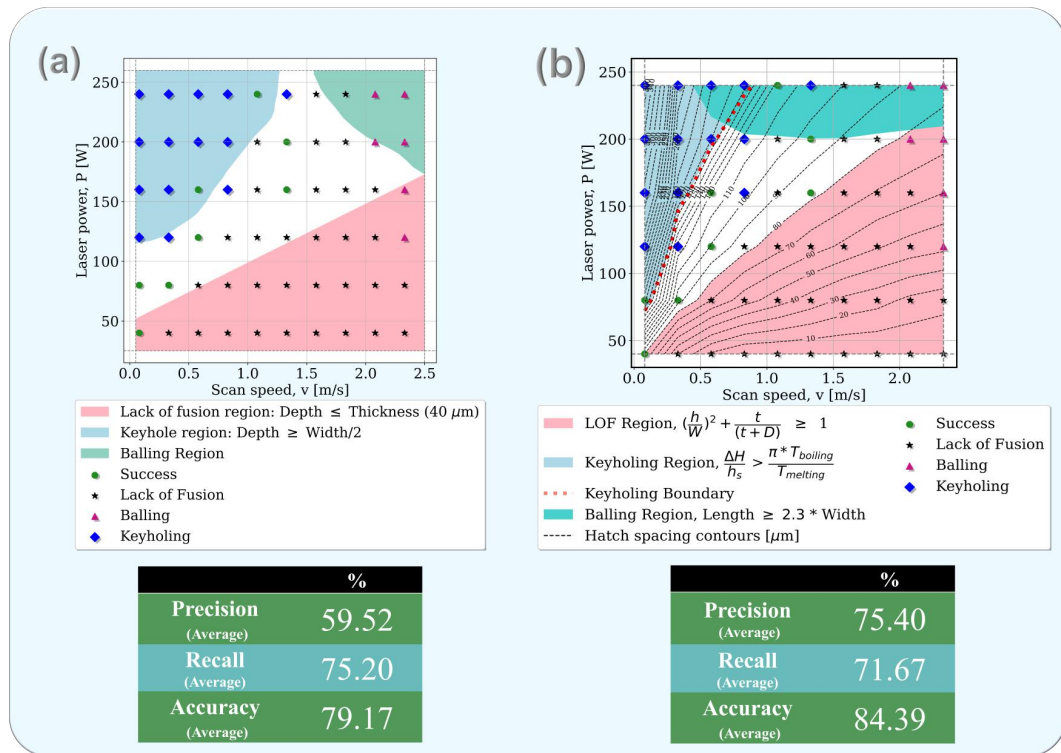 (a)
250
200
150
100
50
Laser power, P [W]
0.0 0.5 1.0 1.5 2.0 2.5
Scan speed, v [m/s]
Lack of fusion region: Depth ≤ Thickness (40 μm)
Keyhole region: Depth ≥ Width/2
Balling Region
Success
Lack of Fusion
Balling
Keyholing
%
Precision
(Average)
59.52
Recall
(Average)
75.20
Accuracy
(Average)
79.17
(b)
250
200
150
100
50
Laser power, P [W]
110
100
80
70
60
50
40
30
20
10
0.0 0.5 1.0 1.5 2.0
Scan speed, v [m/s]
LOF Region, (h/W)² + t/(t+D) ≥ 1
Keyholing Region, ΔH/hₛ > π * T_boiling/T_melting
Keyholing Boundary
Balling Region, Length ≥ 2.3 * Width
Hatch spacing contours [μm]
Success
Lack of Fusion
Balling
Keyholing
%
Precision
(Average)
75.40
Recall
(Average)
71.67
Accuracy
(Average)
84.39